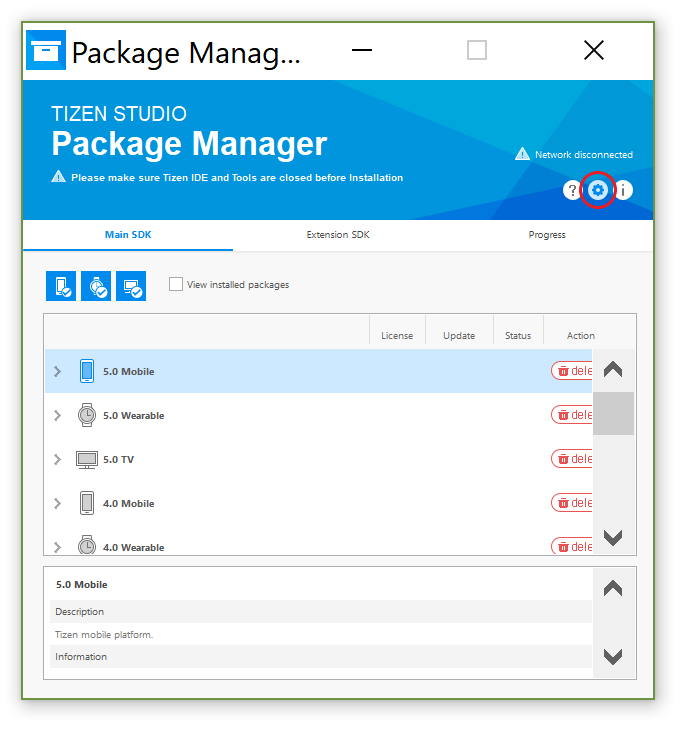 Package Manag...
TIZEN STUDIO
Package Manager
Network disconnected
Please make sure Tizen IDE and Tools are closed before Installation
? i
Main SDK Extension SDK Progress
View installed packages
License Update Status Action
5.0 Mobile dele
5.0 Wearable dele
5.0 TV dele
4.0 Mobile dele
4.0 Wearable dele
5.0 Mobile
Description
Tizen mobile platform.
Information